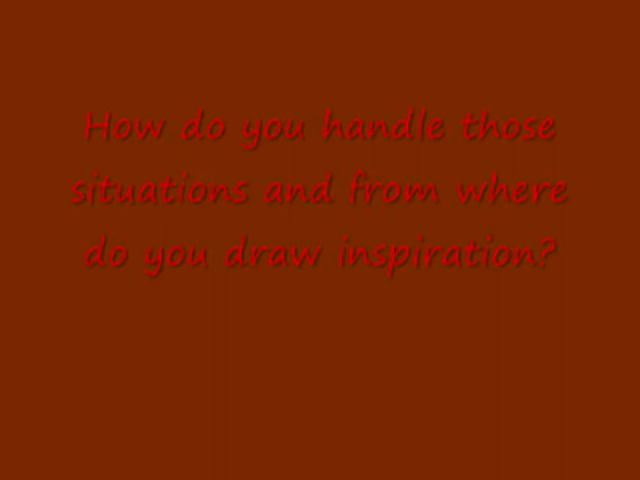 How do you handle those
situations and from where
do you draw inspiration?